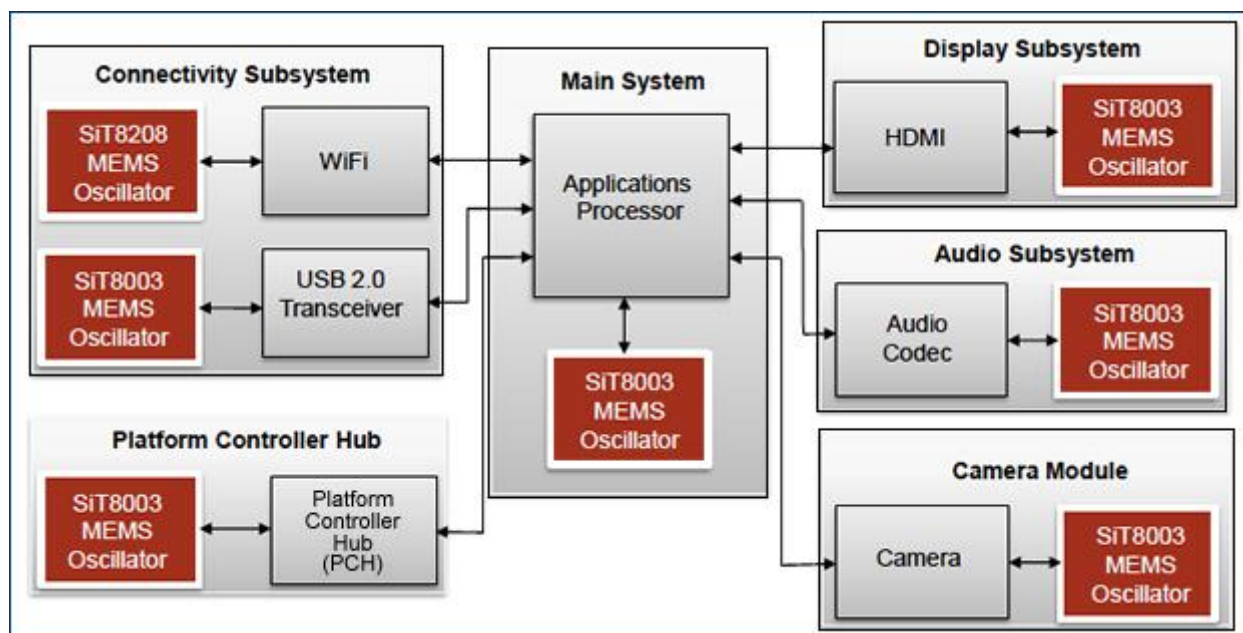 Connectivity Subsystem
SiT8208
MEMS
Oscillator
WiFi
SiT8003
MEMS
Oscillator
USB 2.0
Transceiver
Platform Controller Hub
SiT8003
MEMS
Oscillator
Platform
Controller
Hub
(PCH)
Main System
Applications
Processor
SiT8003
MEMS
Oscillator
Display Subsystem
HDMI
SiT8003
MEMS
Oscillator
Audio Subsystem
Audio
Codec
SiT8003
MEMS
Oscillator
Camera Module
Camera
SiT8003
MEMS
Oscillator